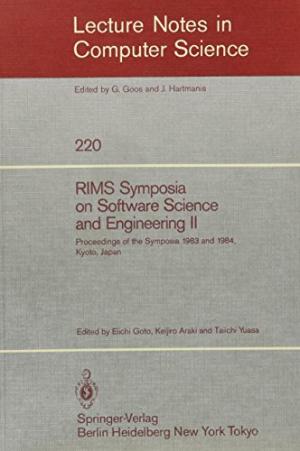 Lecture Notes in
Computer Science
Edited by G. Goos and J. Hartmanis
220
RIMS Symposia
on Software Science
and Engineering II
Proceedings of the Symposia 1983 and 1984,
Kyoto, Japan
Edited by Eiichi Goto, Keijiro Araki and Taiichi Yuasa
Springer-Verlag
Berlin Heidelberg New York Tokyo